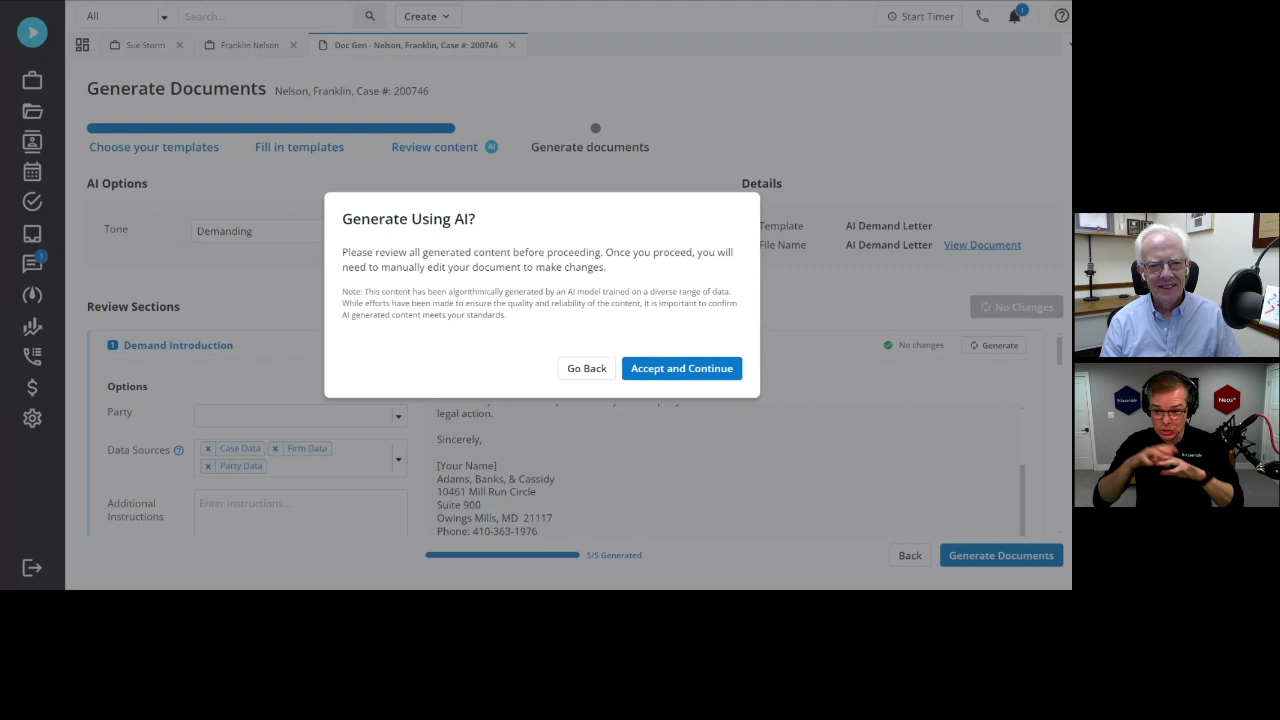 All
Search...
Create
Start Timer
1
Sue Storm
Franklin Nelson
Doc Gen - Nelson, Franklin, Case #: 200746
Generate Documents
Nelson, Franklin, Case #: 200746
Choose your templates
Fill in templates
Review content
AI
Generate documents
AI Options
Details
Tone
Demanding
Template
AI Demand Letter
File Name
AI Demand Letter
View Document
Generate Using AI?
Please review all generated content before proceeding. Once you proceed, you will
need to manually edit your document to make changes.
Note: This content has been algorithmically generated by an AI model trained on a diverse range of data.
While efforts have been made to ensure the quality and reliability of the content, it is important to confirm
AI generated content meets your standards.
Go Back
Accept and Continue
1
Review Sections
No Changes
1
Demand Introduction
No changes
Generate
Options
Party
Data Sources
Case Data
Firm Data
Party Data
Additional
Instructions
Enter instructions...
legal action.
Sincerely,
[Your Name]
Adams, Banks, & Cassidy
10461 Mill Run Circle
Suite 900
Owings Mills, MD 21117
Phone: 410-363-1976
5/5 Generated
Back
Generate Documents
Assembly
Neos